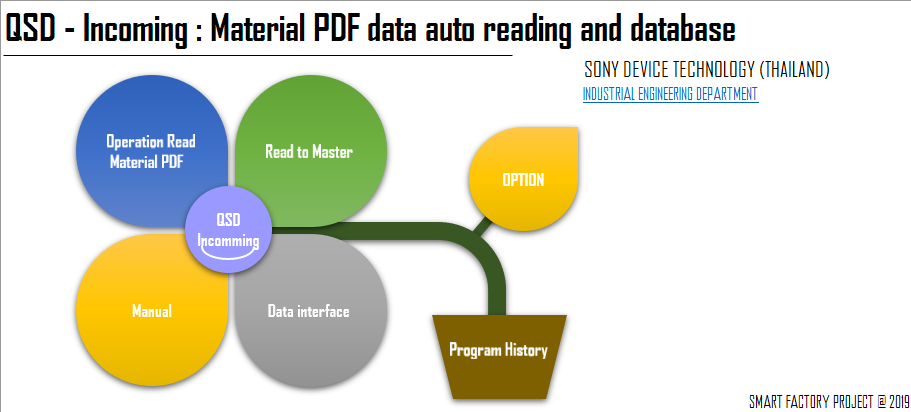 QSD - Incoming : Material PDF data auto reading and database
SONY DEVICE TECHNOLOGY (THAILAND)
INDUSTRIAL ENGINEERING DEPARTMENT
Operation Read
Material PDF
Read to Master
OPTION
QSD
Incomming
Manual
Data interface
Program History
SMART FACTORY PROJECT @ 2019